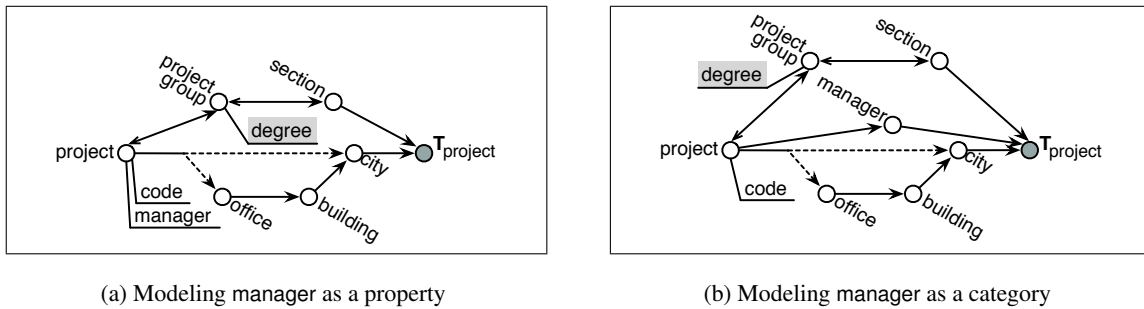 project
group
section
degree
project
city
T project
code
manager
office
building
(a) Modeling manager as a property
project
group
section
degree
manager
project
city
T project
code
office
building
(b) Modeling manager as a category